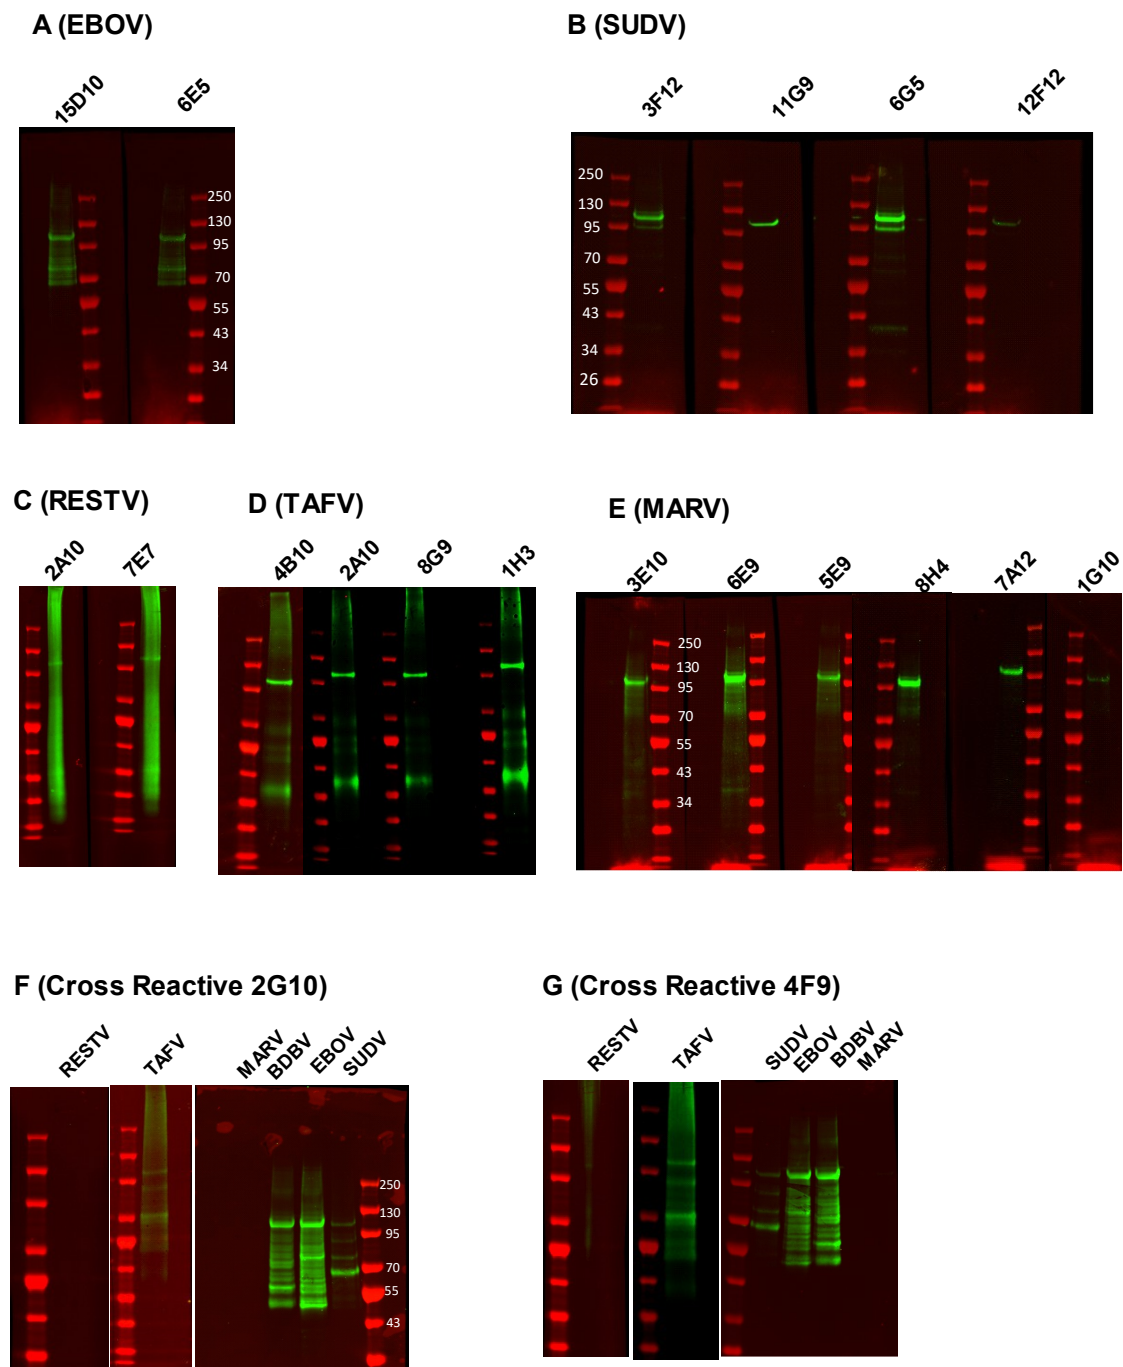 A (EBOV)
15D10 6E5
250
130
95
70
55
43
34
B (SUDV)
3F12 11G9 6G5 12F12
250
130
95
70
55
43
34
26
C (RESTV)
2A10 7E7
D (TAFV)
4B10 2A10 8G9 1H3
E (MARV)
3E10 6E9 5E9 8H4 7A12 1G10
250
130
95
70
55
43
34
F (Cross Reactive 2G10)
RESTV TAFV MARV BDBV EBOV SUDV
250
130
95
70
55
43
G (Cross Reactive 4F9)
RESTV TAFV SUDV EBOV BDBV MARV